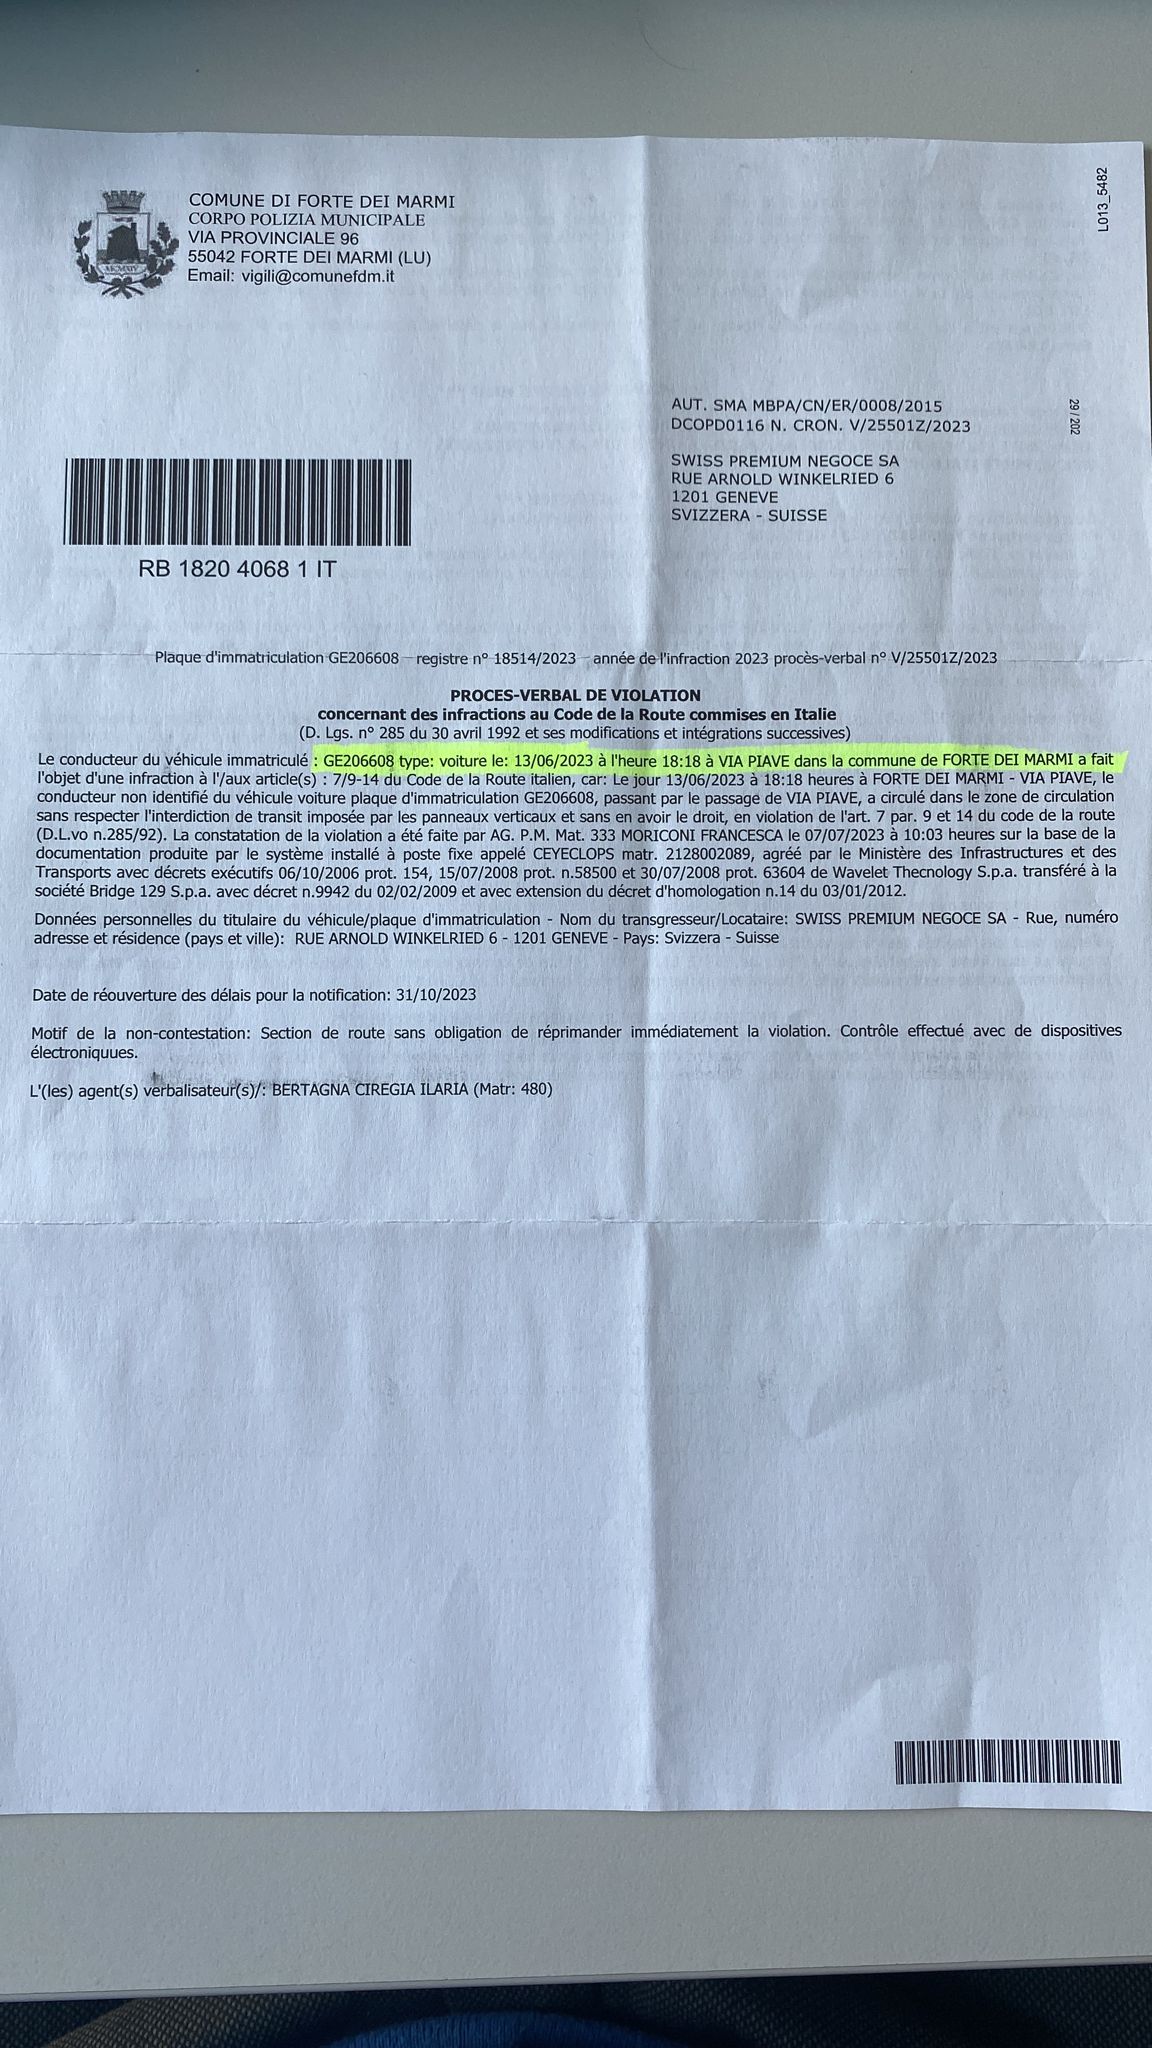 COMUNE DI FORTE DEI MARMI
CORPO POLIZIA MUNICIPALE
VIA PROVINCIALE 96
55042 FORTE DEI MARMI (LU)
Email: vigili@comunefdm.it
L013_5482
29 / 202
AUT. SMA MBPA/CN/ER/0008/2015
DCOPD0116 N. CRON. V/25501Z/2023
SWISS PREMIUM NEGOCE SA
RUE ARNOLD WINKELRIED 6
1201 GENEVE
SVIZZERA - SUISSE
RB 1820 4068 1 IT
Plaque d'immatriculation GE206608 registre n° 18514/2023 année de l'infraction 2023 procès-verbal n° V/25501Z/2023
PROCES-VERBAL DE VIOLATION
concernant des infractions au Code de la Route commises en Italie
(D. Lgs. n° 285 du 30 avril 1992 et ses modifications et intégrations successives)
Le conducteur du véhicule immatriculé : GE206608 type: voiture le: 13/06/2023 à l'heure 18:18 à VIA PIAVE dans la commune de FORTE DEI MARMI a fait
l'objet d'une infraction à l'/aux article(s) : 7/9-14 du Code de la Route italien, car: Le jour 13/06/2023 à 18:18 heures à FORTE DEI MARMI - VIA PIAVE, le
conducteur non identifié du véhicule voiture plaque d'immatriculation GE206608, passant par le passage de VIA PIAVE, a circulé dans le zone de circulation
sans respecter l'interdiction de transit imposée par les panneaux verticaux et sans en avoir le droit, en violation de l'art. 7 par. 9 et 14 du code de la route
(D.L.vo n.285/92). La constatation de la violation a été faite par AG. P.M. Mat. 333 MORICONI FRANCESCA le 07/07/2023 à 10:03 heures sur la base de la
documentation produite par le système installé à poste fixe appelé CEYECLOPS matr. 2128002089, agréé par le Ministère des Infrastructures et des
Transports avec décrets exécutifs 06/10/2006 prot. 154, 15/07/2008 prot. n.58500 et 30/07/2008 prot. 63604 de Wavelet Thecnology S.p.a. transféré à la
société Bridge 129 S.p.a. avec décret n.9942 du 02/02/2009 et avec extension du décret d'homologation n.14 du 03/01/2012.
Données personnelles du titulaire du véhicule/plaque d'immatriculation - Nom du transgresseur/Locataire: SWISS PREMIUM NEGOCE SA - Rue, numéro
adresse et résidence (pays et ville): RUE ARNOLD WINKELRIED 6 - 1201 GENEVE - Pays: Svizzera - Suisse
Date de réouverture des délais pour la notification: 31/10/2023
Motif de la non-contestation: Section de route sans obligation de réprimander immédiatement la violation. Contrôle effectué avec de dispositives
électroniquues.
L'(les) agent(s) verbalisateur(s)/: BERTAGNA CIREGIA ILARIA (Matr: 480)